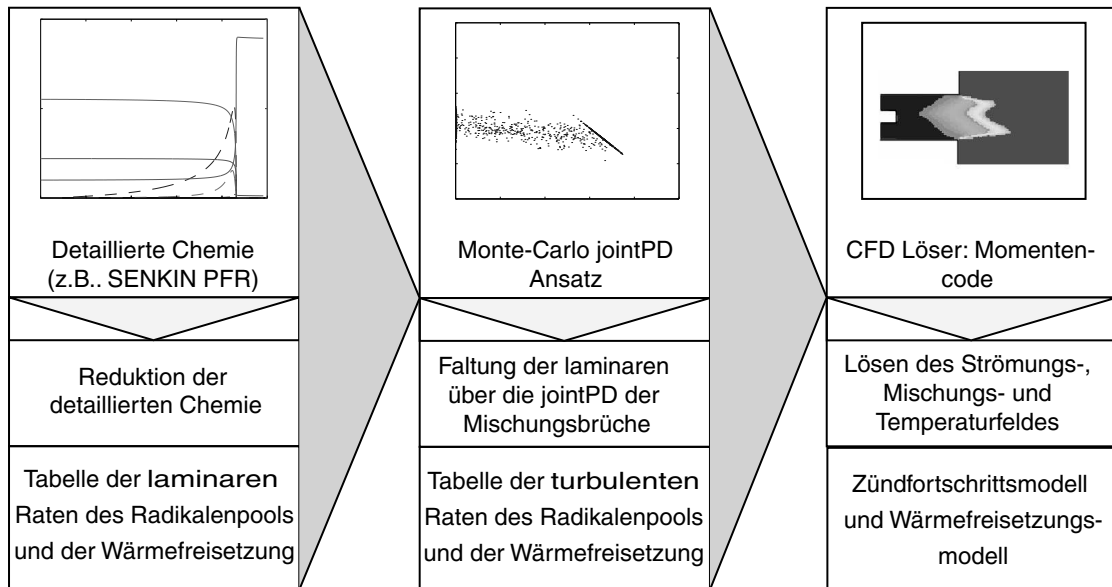 Detaillierte Chemie
(z.B.. SENKIN PFR)
Reduktion der
detaillierten Chemie
Tabelle der laminaren
Raten des Radikalenpools
und der Wärmefreisetzung
Monte-Carlo jointPD
Ansatz
Faltung der laminaren
über die jointPD der
Mischungsbrüche
Tabelle der turbulenten
Raten des Radikalenpools
und der Wärmefreisetzung
CFD Löser: Momenten-
code
Lösen des Strömungs-,
Mischungs- und
Temperaturfeldes
Zündfortschrittsmodell
und Wärmefreisetzungs-
modell